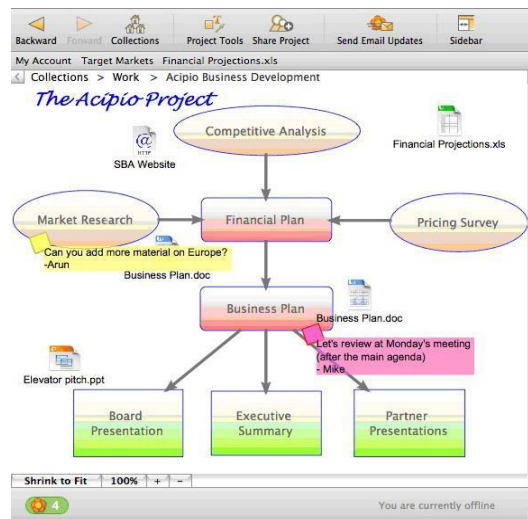 Backward Forward Collections Project Tools Share Project Send Email Updates Sidebar
My Account Target Markets Financial Projections.xls
Collections > Work > Acipio Business Development
The Acipio Project
Competitive Analysis
HTTP
SBA Website
Financial Projections.xls
Market Research
Financial Plan
Pricing Survey
Can you add more material on Europe?
-Arun
Business Plan.doc
Business Plan
Business Plan.doc
Let's review at Monday's meeting
(after the main agenda)
- Mike
Elevator pitch.ppt
Board
Presentation
Executive
Summary
Partner
Presentations
Shrink to Fit 100% + -
4
You are currently offline